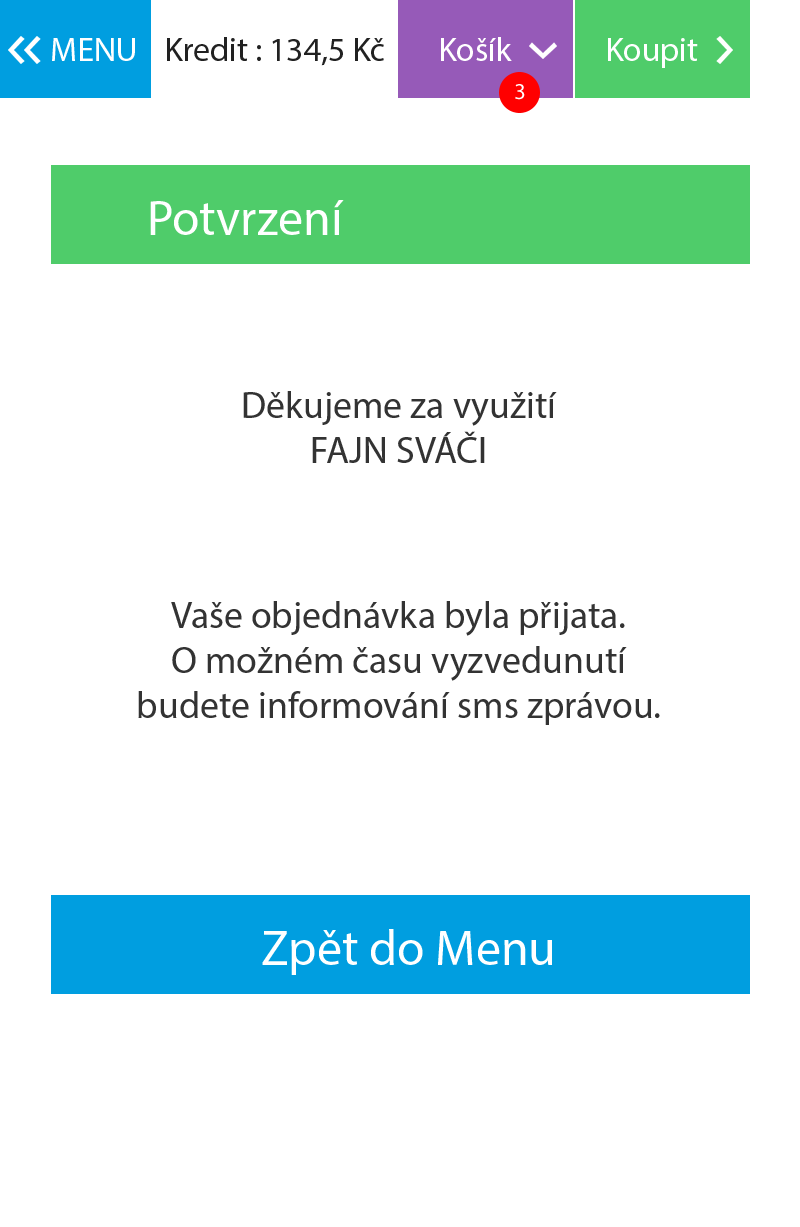 MENU
Kredit : 134,5 Kč
Košík
Koupit
3
Potvrzení
Děkujeme za využití
FAJN SVÁČI
Vaše objednávka byla přijata.
O možném času vyzvedunutí
budete informování sms zprávou.
Zpět do Menu